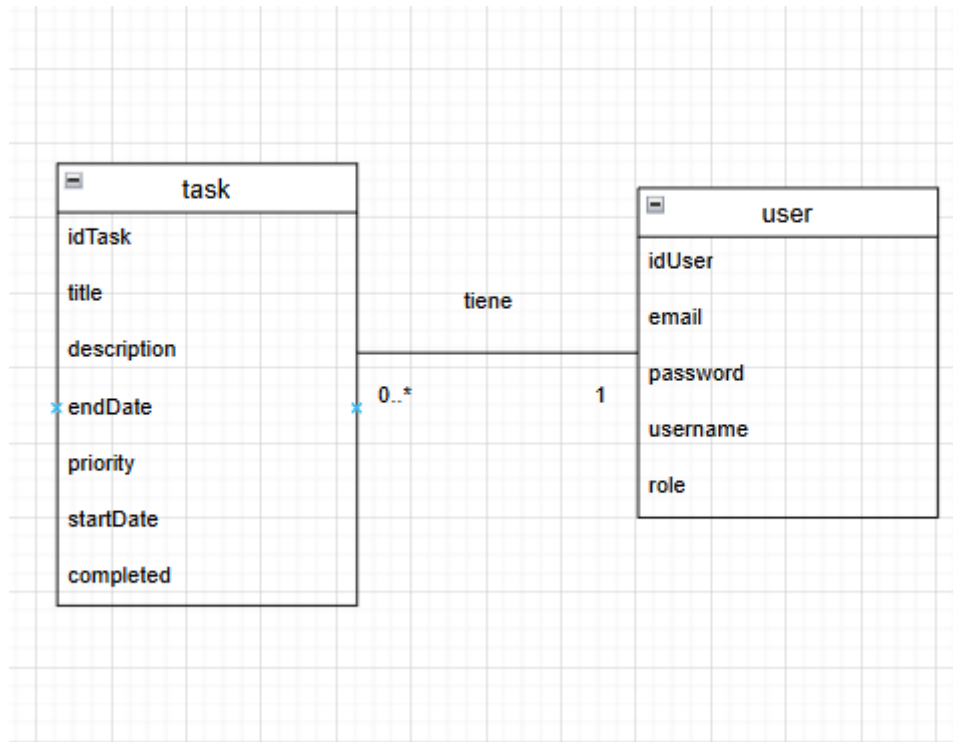 task
idTask
title
description
endDate
priority
startDate
completed
tiene
0..*
1
user
idUser
email
password
username
role